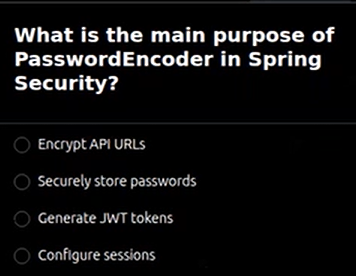 What is the main purpose of
PasswordEncoder in Spring
Security?
Encrypt API URLs
Securely store passwords
Generate JWT tokens
Configure sessions